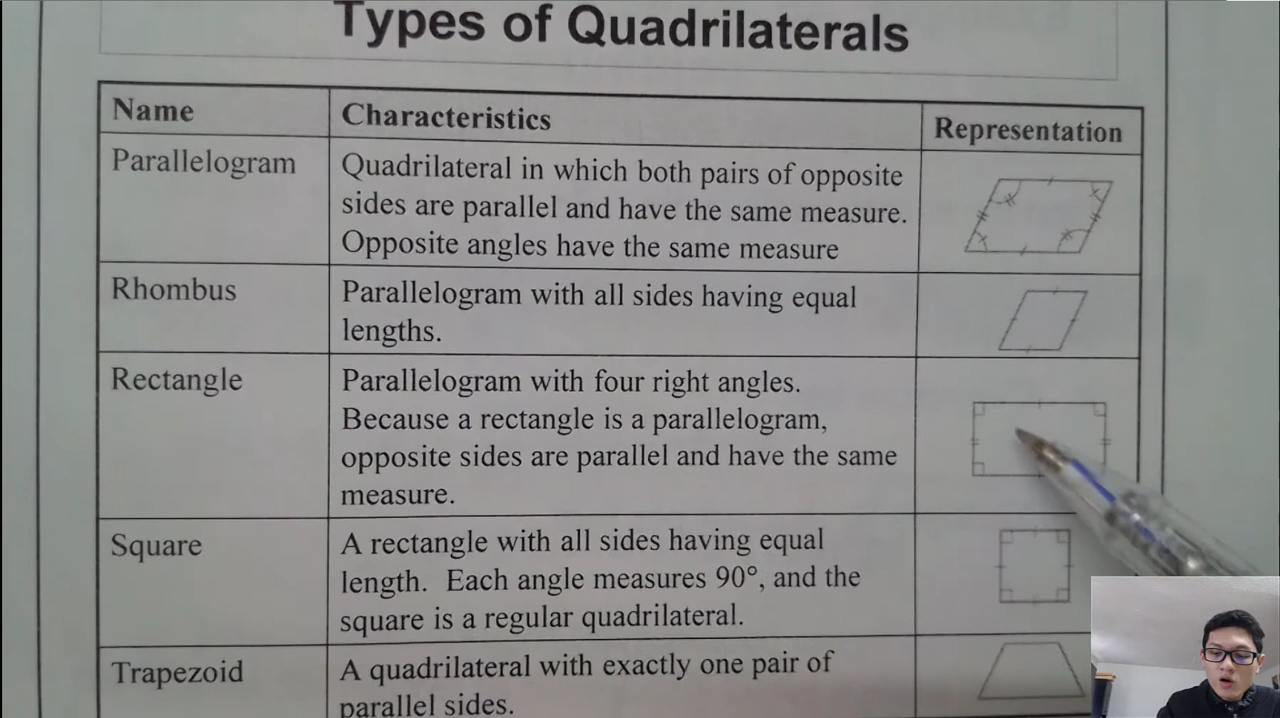 Types of Quadrilaterals
Name
Characteristics
Representation
Parallelogram
Quadrilateral in which both pairs of opposite
sides are parallel and have the same measure.
Opposite angles have the same measure
Rhombus
Parallelogram with all sides having equal
lengths.
Rectangle
Parallelogram with four right angles.
Because a rectangle is a parallelogram,
opposite sides are parallel and have the same
measure.
Square
A rectangle with all sides having equal
length. Each angle measures 90°, and the
square is a regular quadrilateral.
Trapezoid
A quadrilateral with exactly one pair of
parallel sides.